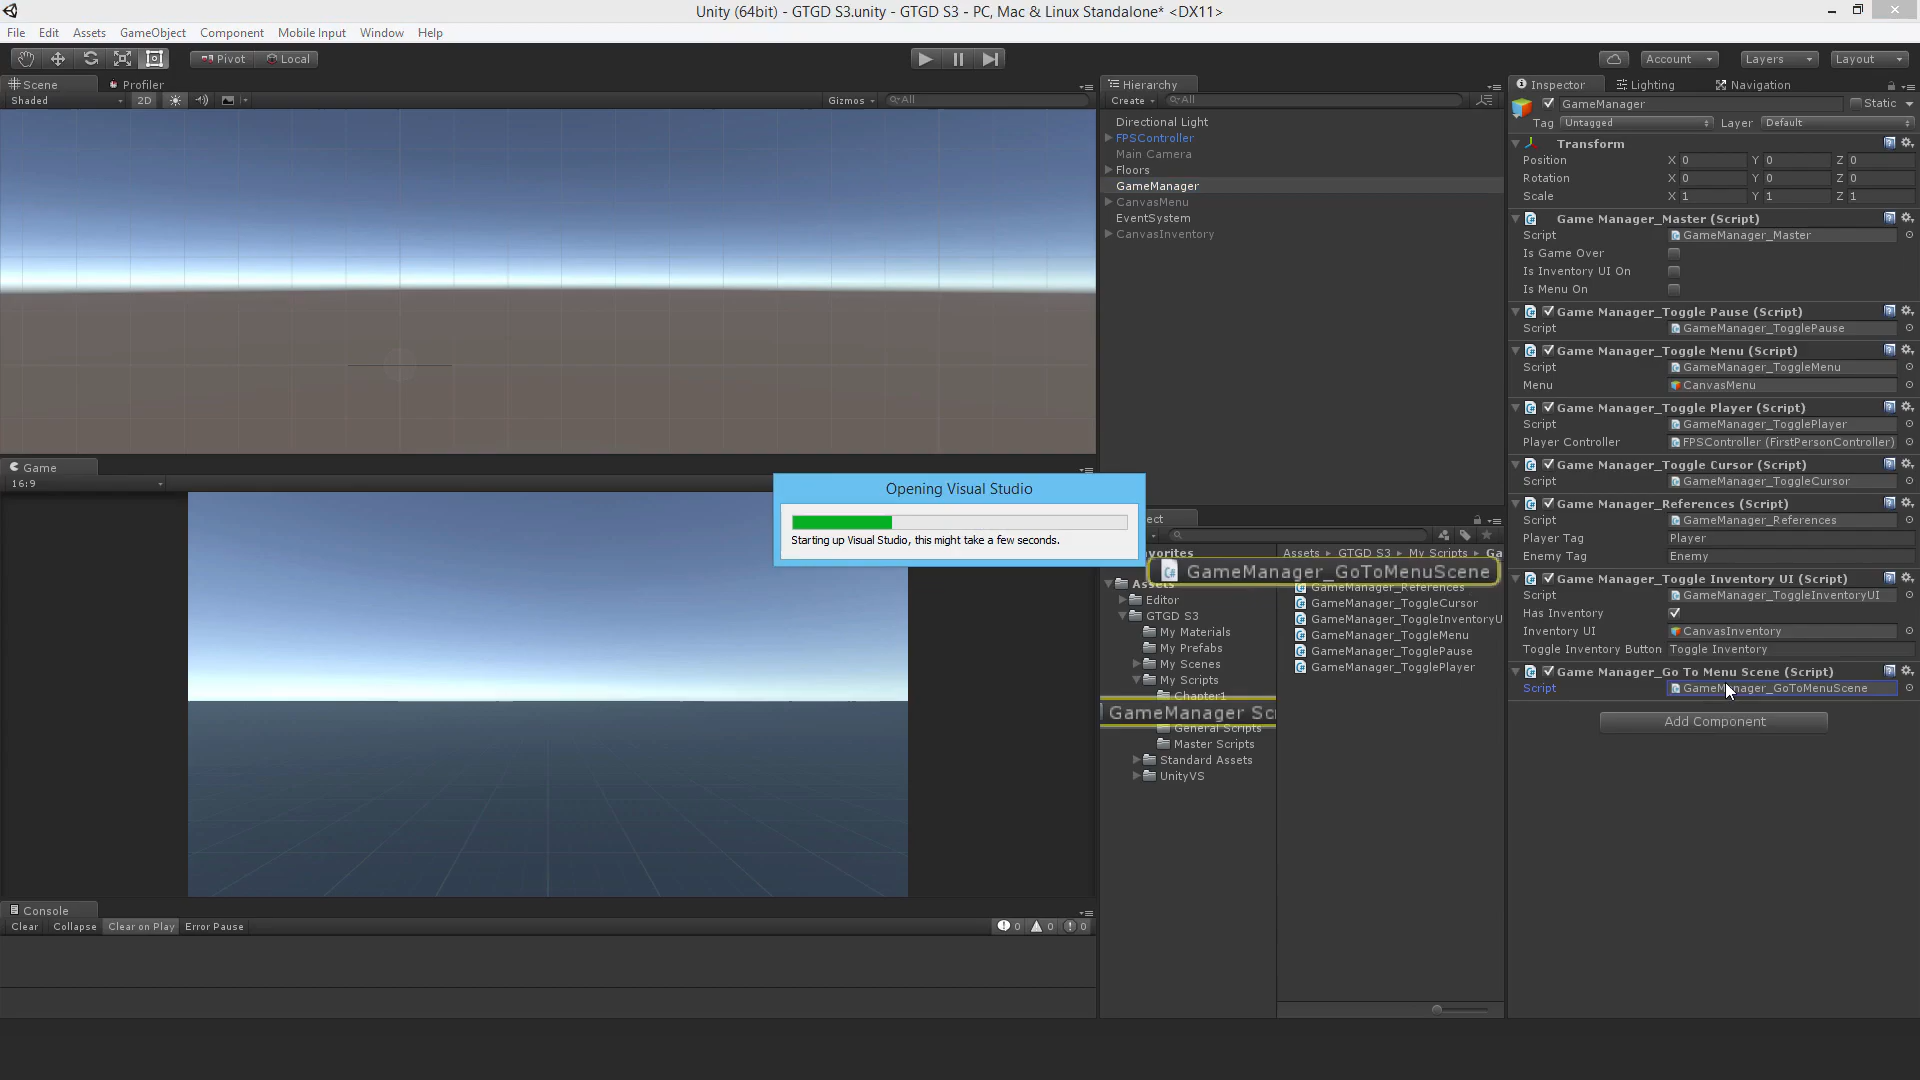 Unity (64bit) - GTGD S3.unity - GTGD S3 - PC, Mac & Linux Standalone* <DX11>
File Edit Assets GameObject Component Mobile Input Window Help
Pivot Local Account Layers Layout
Scene Profiler
Shaded 2D Gizmos All
Hierarchy
Create All
Directional Light
FPSController
Main Camera
Floors
GameManager
CanvasMenu
EventSystem
CanvasInventory
Game
16:9
Opening Visual Studio
Starting up Visual Studio, this might take a few seconds.
Console
Clear Collapse Clear on Play Error Pause 0 0 0
ect
avorites
Assets
Editor
GTGD S3
My Materials
My Prefabs
My Scenes
My Scripts
Chapter1
GameManager Sc
General Scripts
Master Scripts
Standard Assets
UnityVS
Assets GTGD S3 My Scripts Ga
GameManager_GoToMenuScene
GameManager_References
GameManager_ToggleCursor
GameManager_ToggleInventoryU
GameManager_ToggleMenu
GameManager_TogglePause
GameManager_TogglePlayer
Inspector Lighting Navigation
GameManager Static
Tag Untagged Layer Default
Transform
Position X 0 Y 0 Z 0
Rotation X 0 Y 0 Z 0
Scale X 1 Y 1 Z 1
Game Manager_Master (Script)
Script GameManager_Master
Is Game Over
Is Inventory UI On
Is Menu On
Game Manager_Toggle Pause (Script)
Script GameManager_TogglePause
Game Manager_Toggle Menu (Script)
Script GameManager_ToggleMenu
Menu CanvasMenu
Game Manager_Toggle Player (Script)
Script GameManager_TogglePlayer
Player Controller FPSController (FirstPersonController)
Game Manager_Toggle Cursor (Script)
Script GameManager_ToggleCursor
Game Manager_References (Script)
Script GameManager_References
Player Tag Player
Enemy Tag Enemy
Game Manager_Toggle Inventory UI (Script)
Script GameManager_ToggleInventoryUI
Has Inventory
Inventory UI CanvasInventory
Toggle Inventory Button Toggle Inventory
Game Manager_Go To Menu Scene (Script)
Script GameManager_GoToMenuScene
Add Component